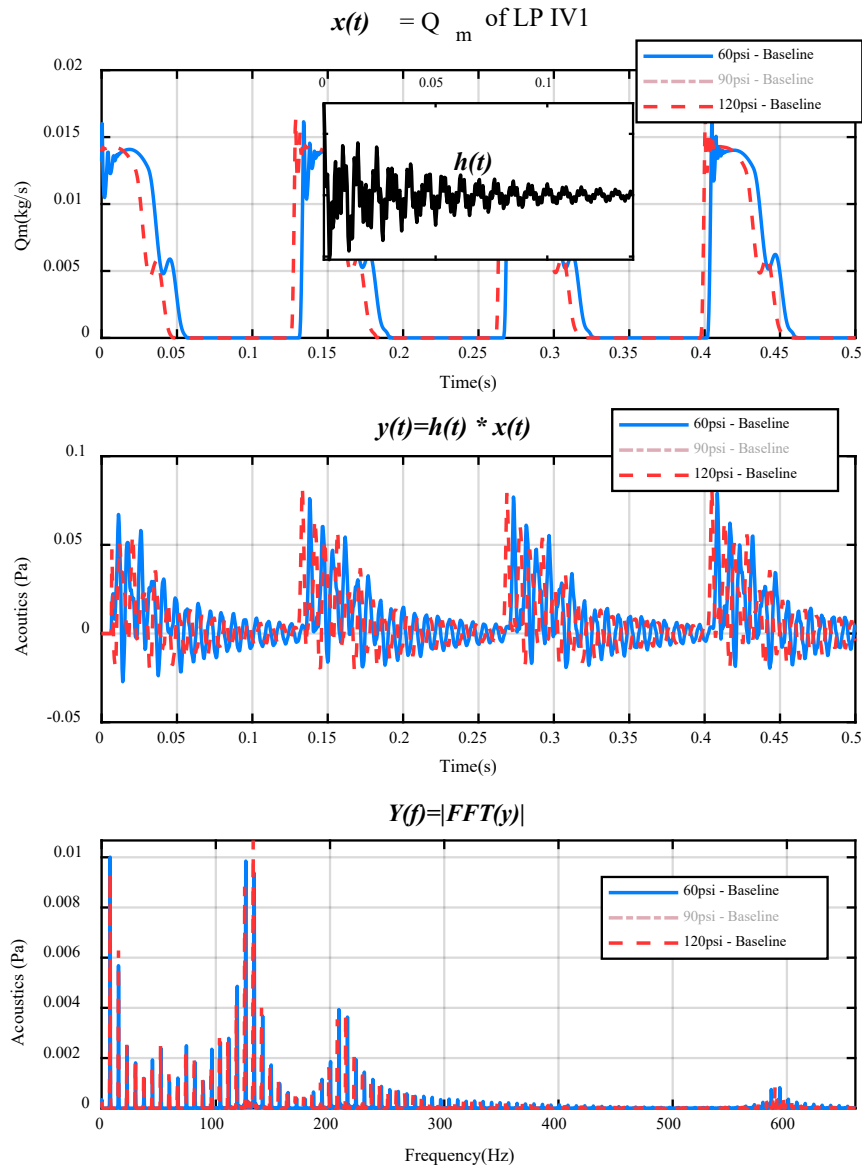 x(t) = Q m of LP IV1
60psi - Baseline
90psi - Baseline
120psi - Baseline
0 0.05 0.1
h(t)
0.02
0.015
0.01
0.005
0
Qm(kg/s)
0 0.05 0.1 0.15 0.2 0.25 0.3 0.35 0.4 0.45 0.5
Time(s)
y(t)=h(t) * x(t)
60psi - Baseline
90psi - Baseline
120psi - Baseline
0.1
0.05
0
-0.05
Acoutics (Pa)
0 0.05 0.1 0.15 0.2 0.25 0.3 0.35 0.4 0.45 0.5
Time(s)
Y(f)=|FFT(y)|
60psi - Baseline
90psi - Baseline
120psi - Baseline
0.01
0.008
0.006
0.004
0.002
0
Acoustics (Pa)
0 100 200 300 400 500 600
Frequency(Hz)